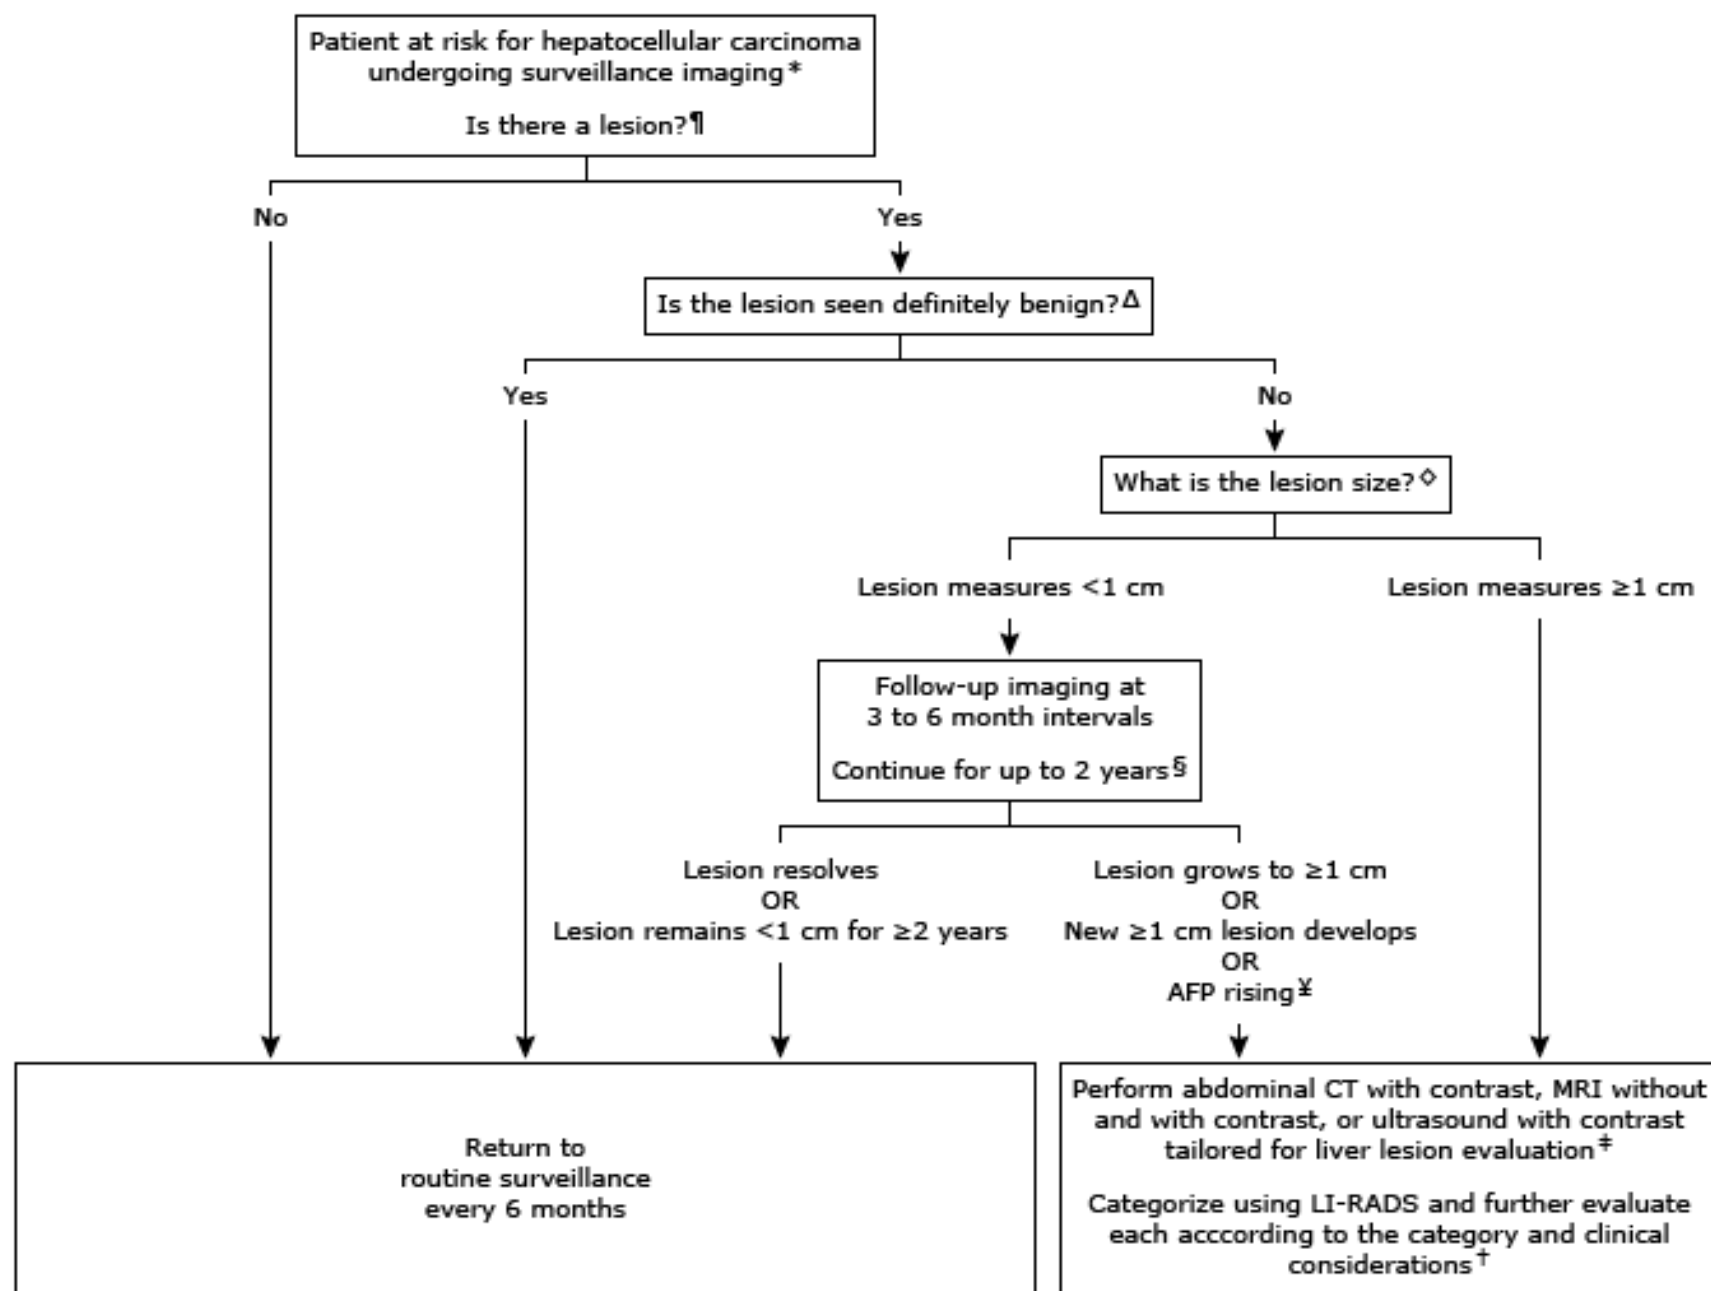 Patient at risk for hepatocellular carcinoma
undergoing surveillance imaging*
Is there a lesion?¶
No
Yes
Is the lesion seen definitely benign?Δ
Yes
No
What is the lesion size?◇
Lesion measures <1 cm
Lesion measures ≥1 cm
Follow-up imaging at
3 to 6 month intervals
Continue for up to 2 years§
Lesion resolves
OR
Lesion remains <1 cm for ≥2 years
Lesion grows to ≥1 cm
OR
New ≥1 cm lesion develops
OR
AFP rising¥
Return to
routine surveillance
every 6 months
Perform abdominal CT with contrast, MRI without
and with contrast, or ultrasound with contrast
tailored for liver lesion evaluation‡
Categorize using LI-RADS and further evaluate
each acccording to the category and clinical
considerations†